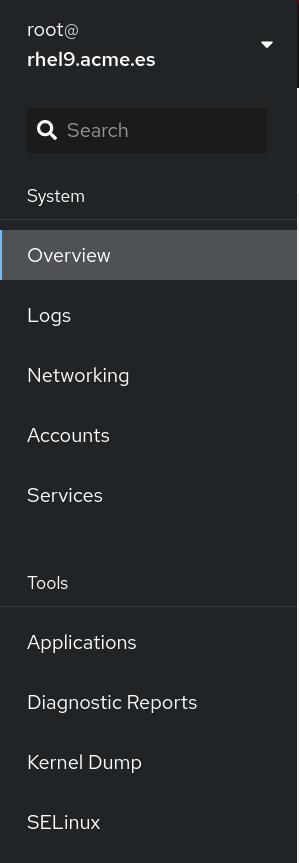 root@
rhel9.acme.es
Search
System
Overview
Logs
Networking
Accounts
Services
Tools
Applications
Diagnostic Reports
Kernel Dump
SELinux